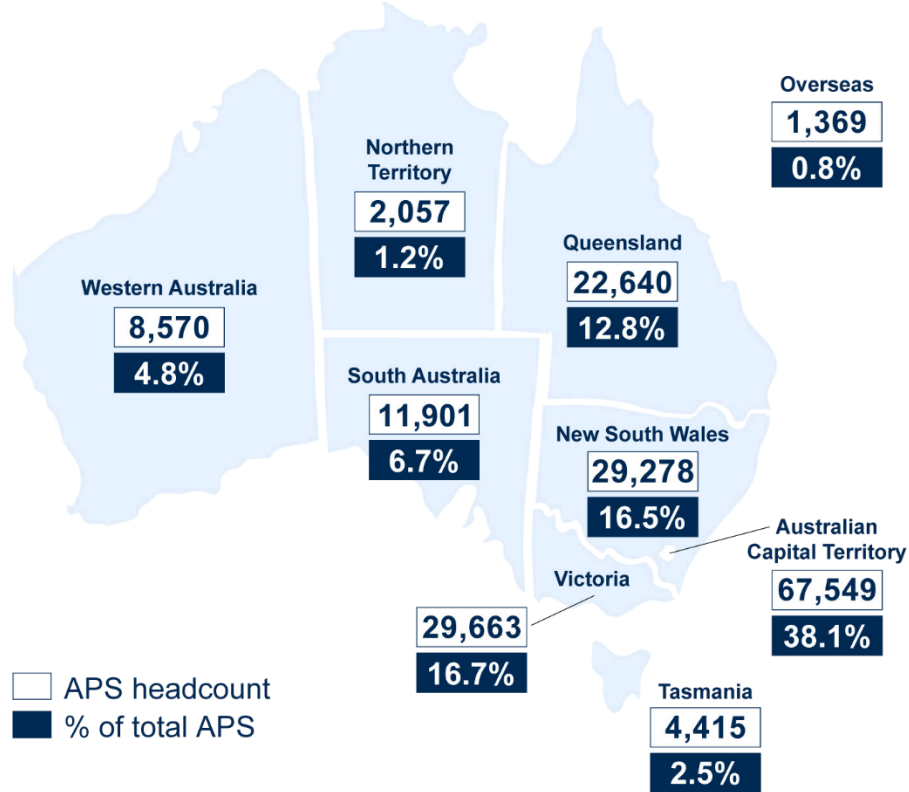 Overseas
1,369
0.8%
Northern
Territory
2,057
1.2%
Queensland
22,640
12.8%
Western Australia
8,570
4.8%
South Australia
11,901
6.7%
New South Wales
29,278
16.5%
Australian
Capital Territory
67,549
38.1%
Victoria
29,663
16.7%
Tasmania
4,415
2.5%
APS headcount
% of total APS